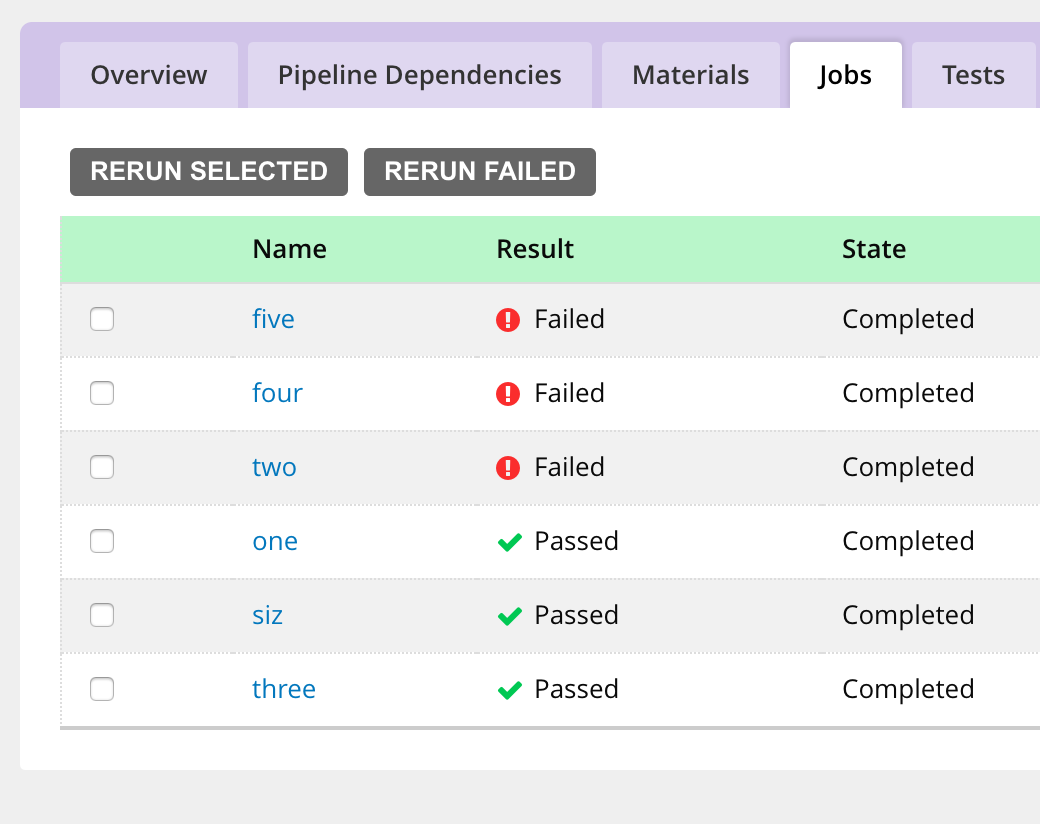 Overview Pipeline Dependencies Materials Jobs Tests
RERUN SELECTED RERUN FAILED
Name Result State
five Failed Completed
four Failed Completed
two Failed Completed
one Passed Completed
siz Passed Completed
three Passed Completed